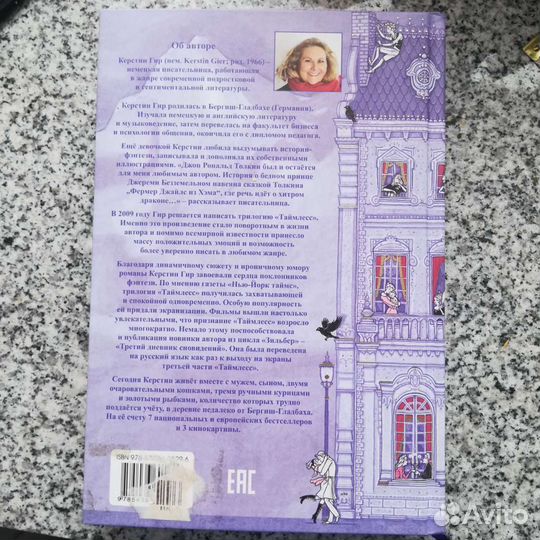 Об авторе
Керстин Гир (нем. Kerstin Gier; род. 1966) –
немецкая писательница, работающая
в жанре современной подростковой
и сентиментальной литературы.
Керстин Гир родилась в Бергиш-Гладбахе (Германия).
Изучала немецкую и английскую литературу
и музыковедение, затем перевелась на факультет бизнеса
и психологии общения, окончила его с дипломом педагога.
Ещё девочкой Керстин любила выдумывать истории-
фэнтези, записывала и дополняла их собственными
иллюстрациями. «Джон Рональд Толкин был и остаётся
для меня любимым автором. История о бедном принце
Джереми Безземельном навеяна сказкой Толкина
„Фермер Джайлс из Хэма“, где речь идёт о хитром
драконе…» – рассказывает писательница.
В 2009 году Гир решается написать трилогию «Таймлесс».
Именно это произведение стало поворотным в жизни
автора и помимо всемирной известности принесло
массу положительных эмоций и возможность
более уверенно писать в любимом жанре.
Благодаря динамичному сюжету и ироничному юмору
романы Керстин Гир завоевали сердца поклонников
фэнтези. По мнению газеты «Нью-Йорк таймс»,
трилогия «Таймлесс» получилась захватывающей
и спокойной одновременно. Особую популярность
ей придали экранизации. Фильмы вышли настолько
увлекательными, что признание «Таймлесс» возросло
многократно. Немало этому поспособствовала
и публикация новинки автора из цикла «Зильбер» –
«Третий дневник сновидений». Она была переведена
на русский язык как раз к выходу на экраны
третьей части «Таймлесс».
Сегодня Керстин живёт вместе с мужем, сыном, двумя
очаровательными кошками, тремя ручными курицами
и золотыми рыбками, количество которых трудно
поддаётся учёту, в деревне недалеко от Бергиш-Гладбаха.
На её счету 7 национальных и европейских бестселлеров
и 3 кинокартины.
ISBN
EAC
Avito